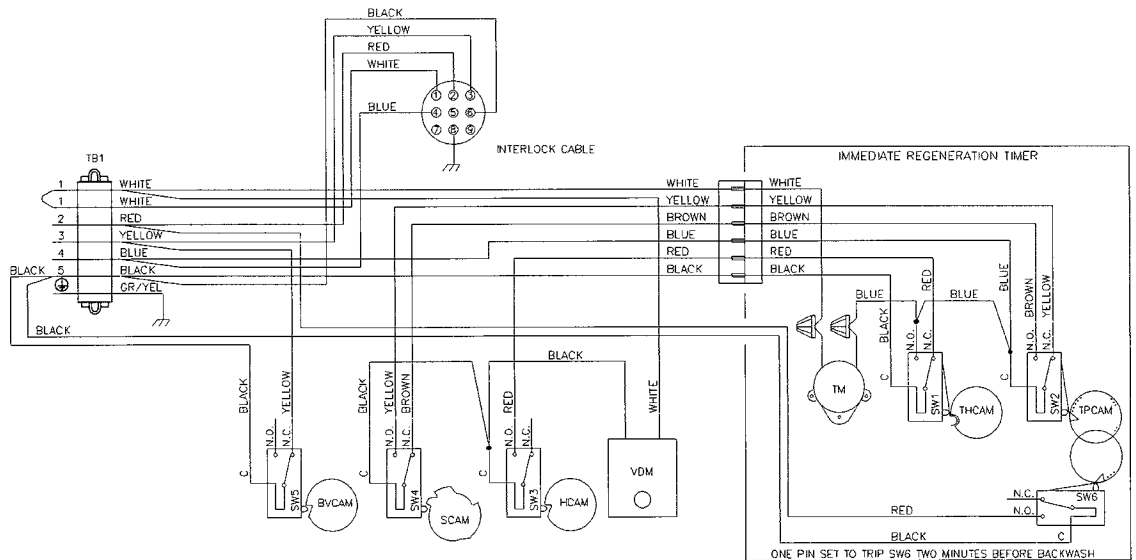 BLACK
YELLOW
RED
WHITE
BLUE
1 2 3
4 5 6
7 8 9
INTERLOCK CABLE
IMMEDIATE REGENERATION TIMER
TB1
1 WHITE
1 WHITE
2 RED
3 YELLOW
4 BLUE
BLACK 5 BLACK
GR/YEL
BLACK
WHITE WHITE
YELLOW YELLOW
BROWN BROWN
BLUE BLUE
RED RED
BLACK BLACK
BLUE
BLUE
BLACK
RED
BLUE
BROWN
YELLOW
N.O.
N.C.
C
SW1
THCAM
N.O.
N.C.
C
SW2
TPCAM
TM
BLACK
BLACK
YELLOW
N.O.
N.C.
C
SW5
BVCAM
BLACK
YELLOW
BROWN
N.O.
N.C.
C
SW4
SCAM
RED
N.O.
N.C.
C
SW3
HCAM
WHITE
VDM
N.C.
N.O.
SW6
C
RED
BLACK
ONE PIN SET TO TRIP SW6 TWO MINUTES BEFORE BACKWASH